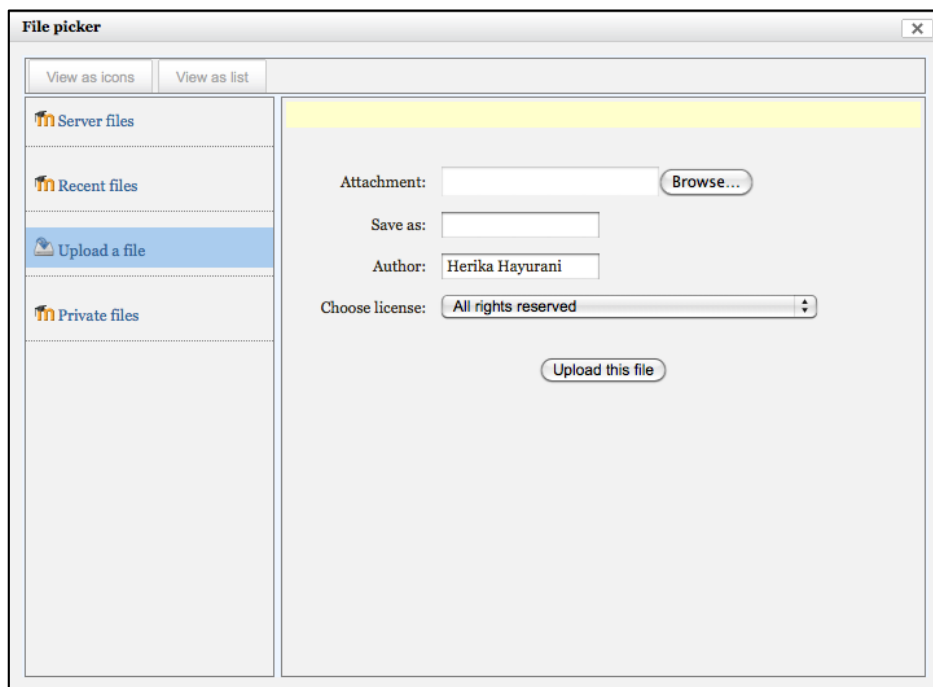 File picker
View as icons View as list
Server files
Recent files
Upload a file
Private files
Attachment: Browse...
Save as:
Author: Herika Hayurani
Choose license: All rights reserved
Upload this file